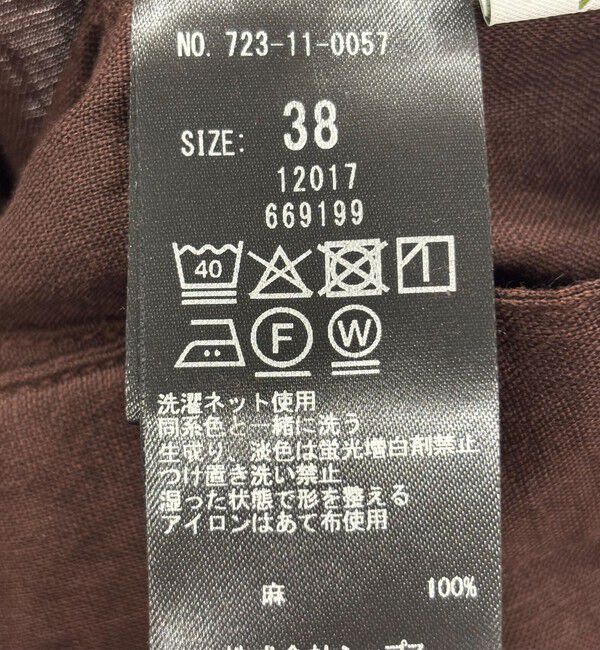 NO. 723-11-0057
SIZE: 38
12017
669199
40
F W
洗濯ネット使用
同系色と一緒に洗う
生成り、淡色は蛍光増白剤禁止
つけ置き洗い禁止
湿った状態で形を整える
アイロンはあて布使用
麻 100%